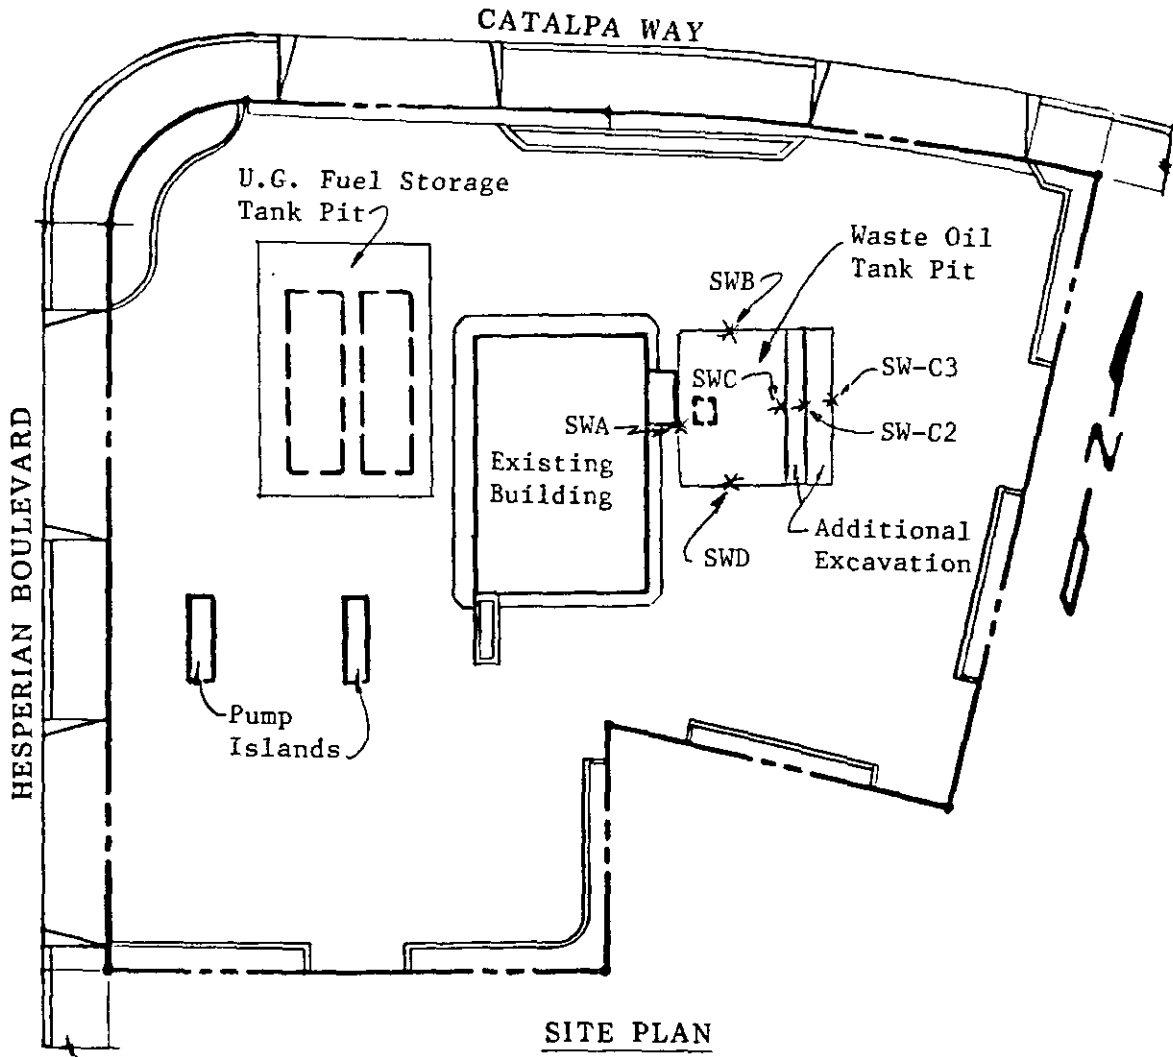 CATALPA WAY
U.G. Fuel Storage
Tank Pit
Waste Oil
Tank Pit
SWB
SWC
SW-C3
SWA
SW-C2
Existing
Building
SWD
Additional
Excavation
N
HESPERIAN BOULEVARD
Pump
Islands
SITE PLAN